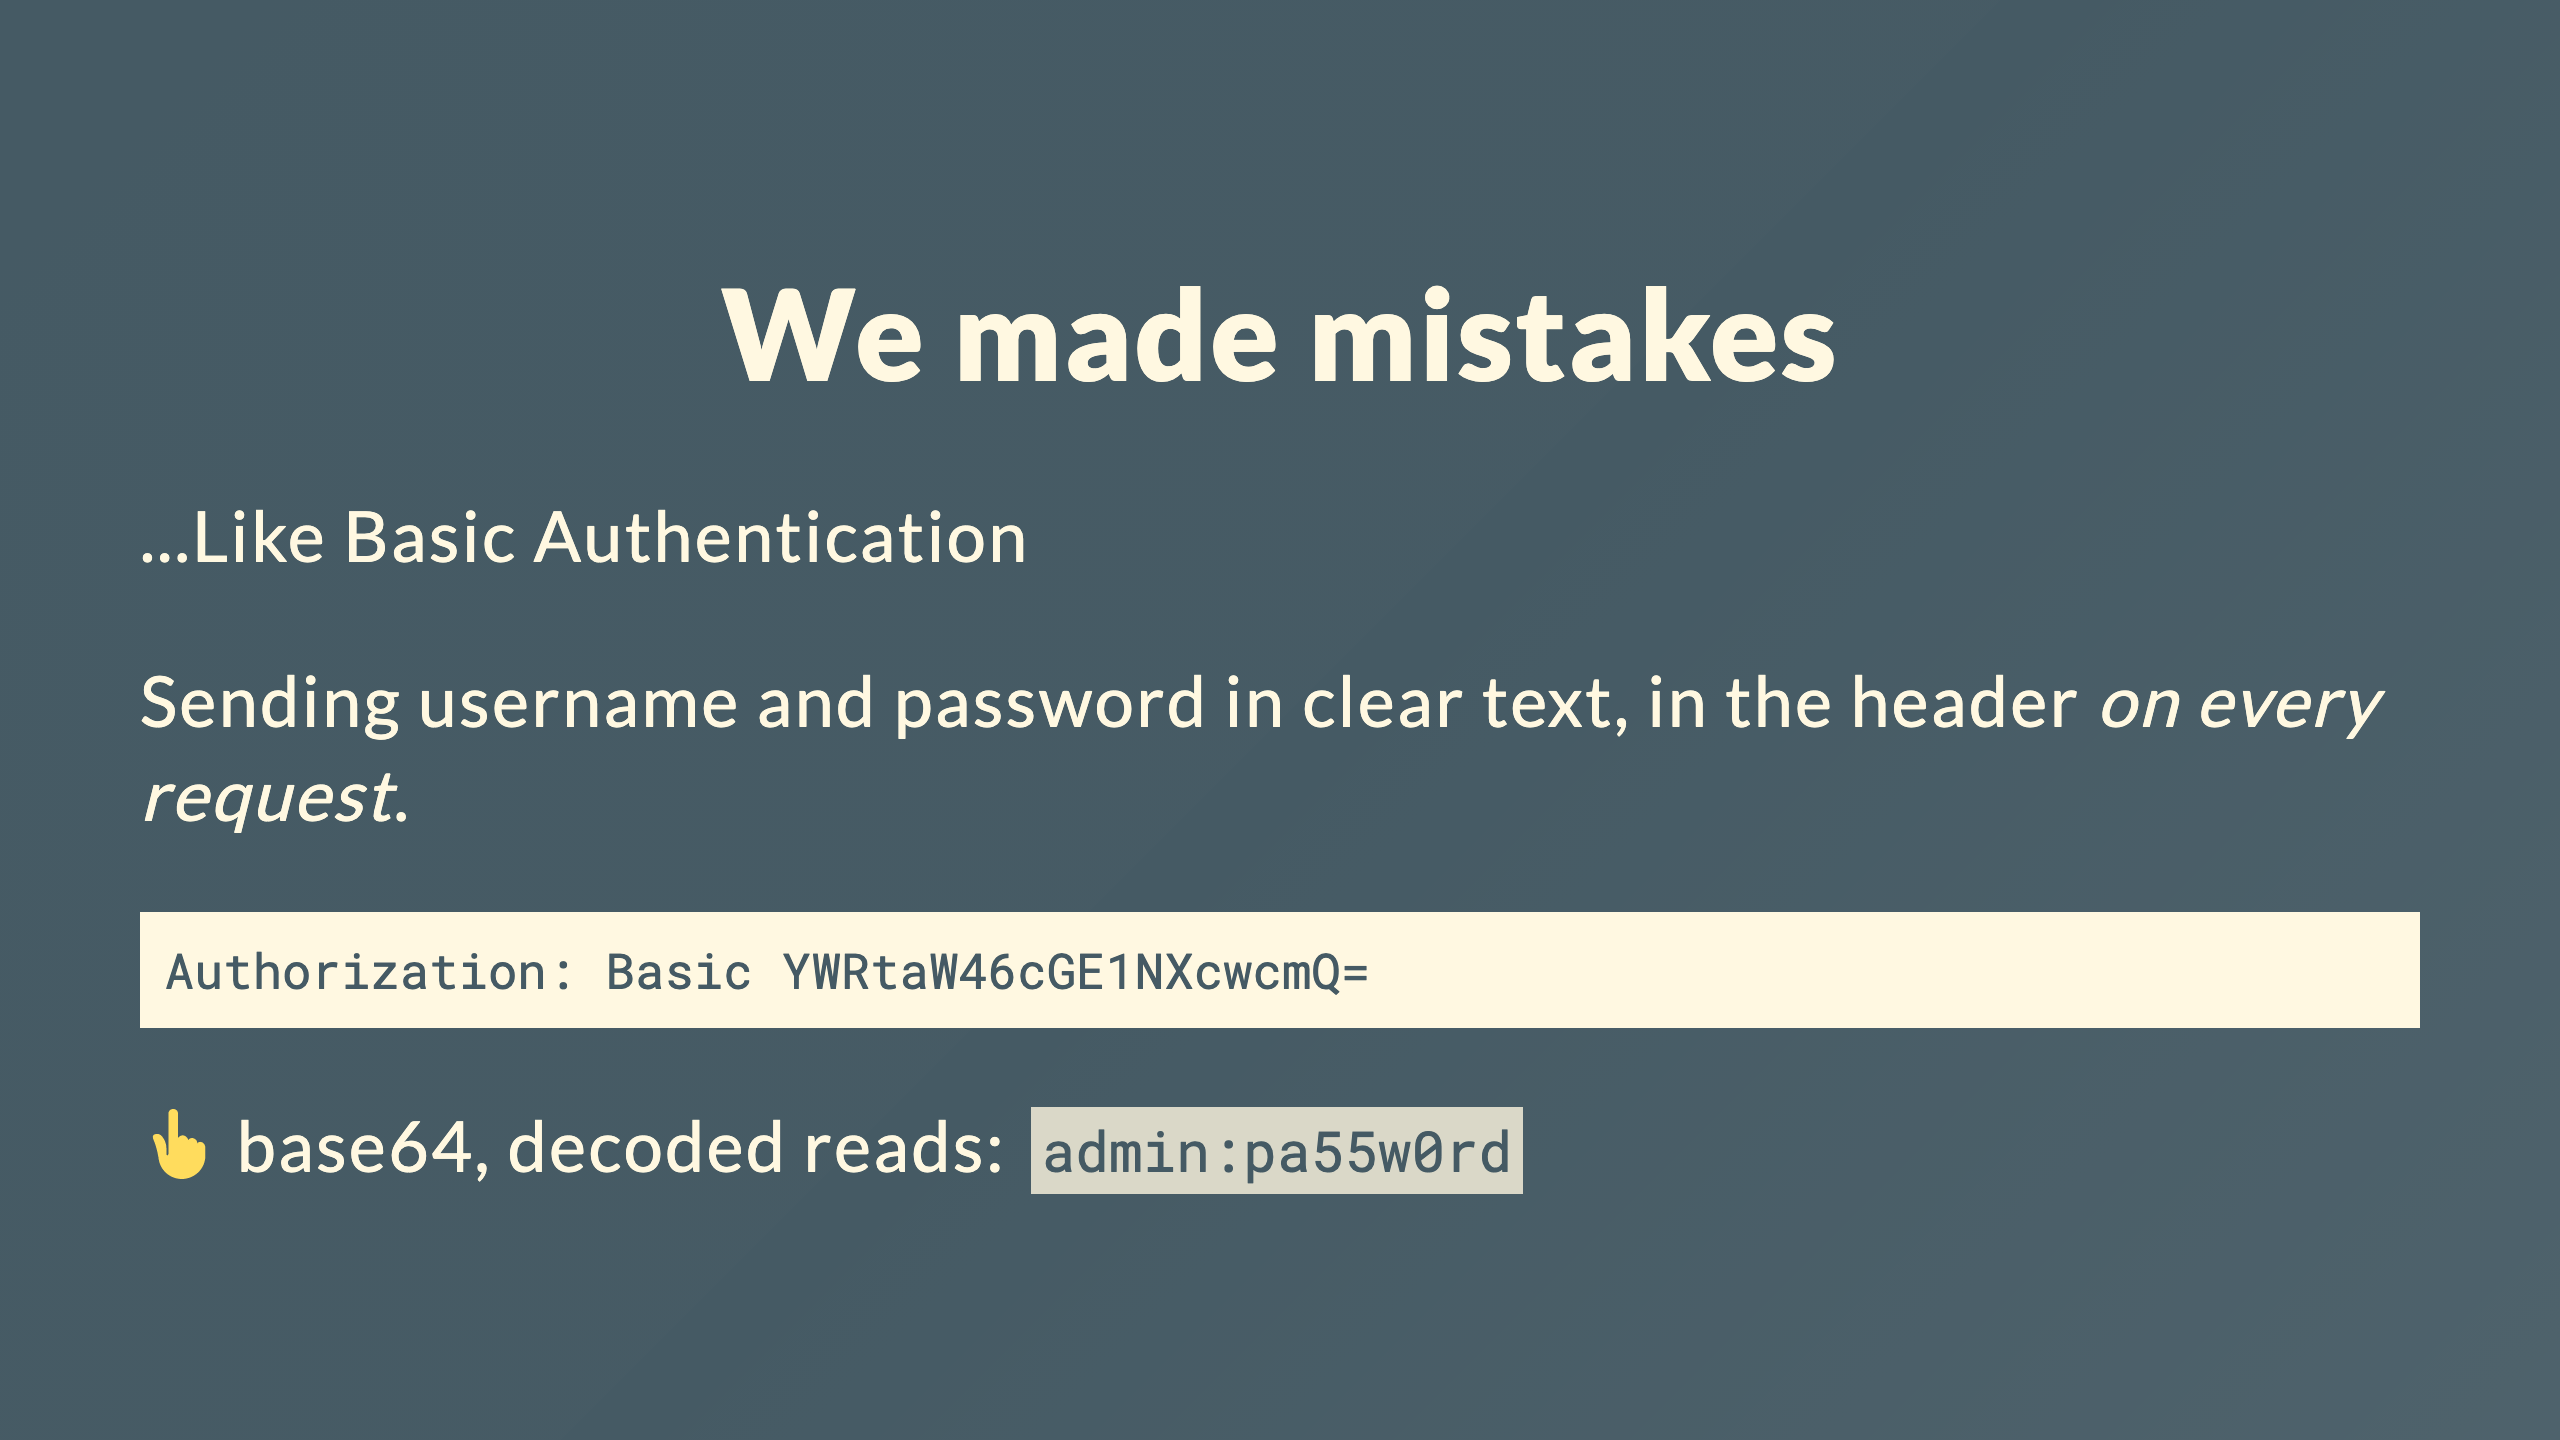 We made mistakes
...Like Basic Authentication
Sending username and password in clear text, in the header on every
request.
Authorization: Basic YWRtaW46cGE1NXcwcmQ=
👆 base64, decoded reads: admin:pa55w0rd